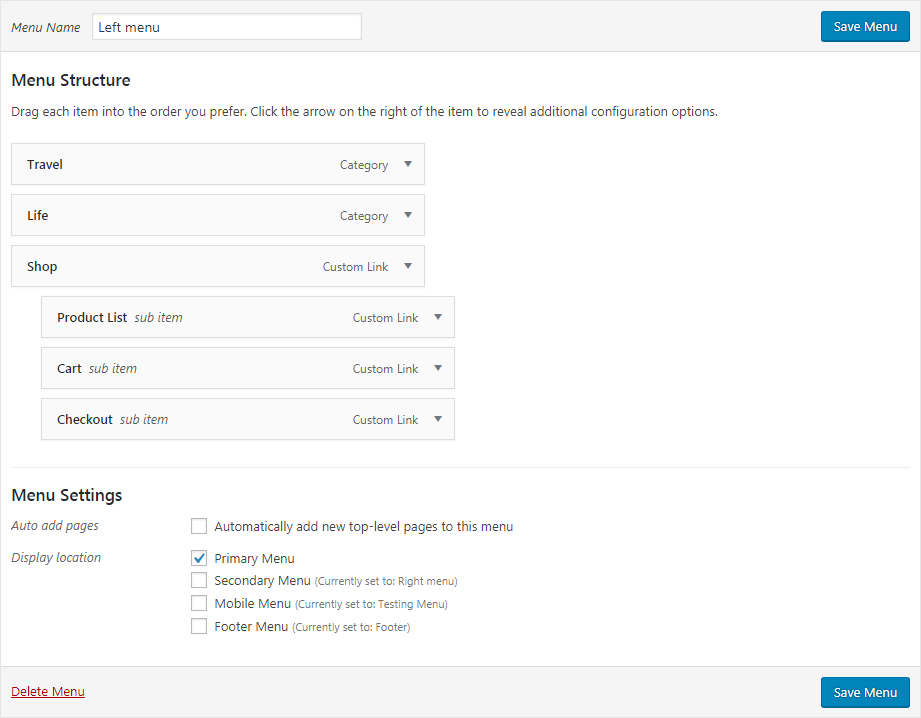 Menu Name Left menu Save Menu
Menu Structure
Drag each item into the order you prefer. Click the arrow on the right of the item to reveal additional configuration options.
Travel Category
Life Category
Shop Custom Link
Product List sub item Custom Link
Cart sub item Custom Link
Checkout sub item Custom Link
Menu Settings
Auto add pages Automatically add new top-level pages to this menu
Display location Primary Menu
Secondary Menu (Currently set to: Right menu)
Mobile Menu (Currently set to: Testing Menu)
Footer Menu (Currently set to: Footer)
Delete Menu Save Menu